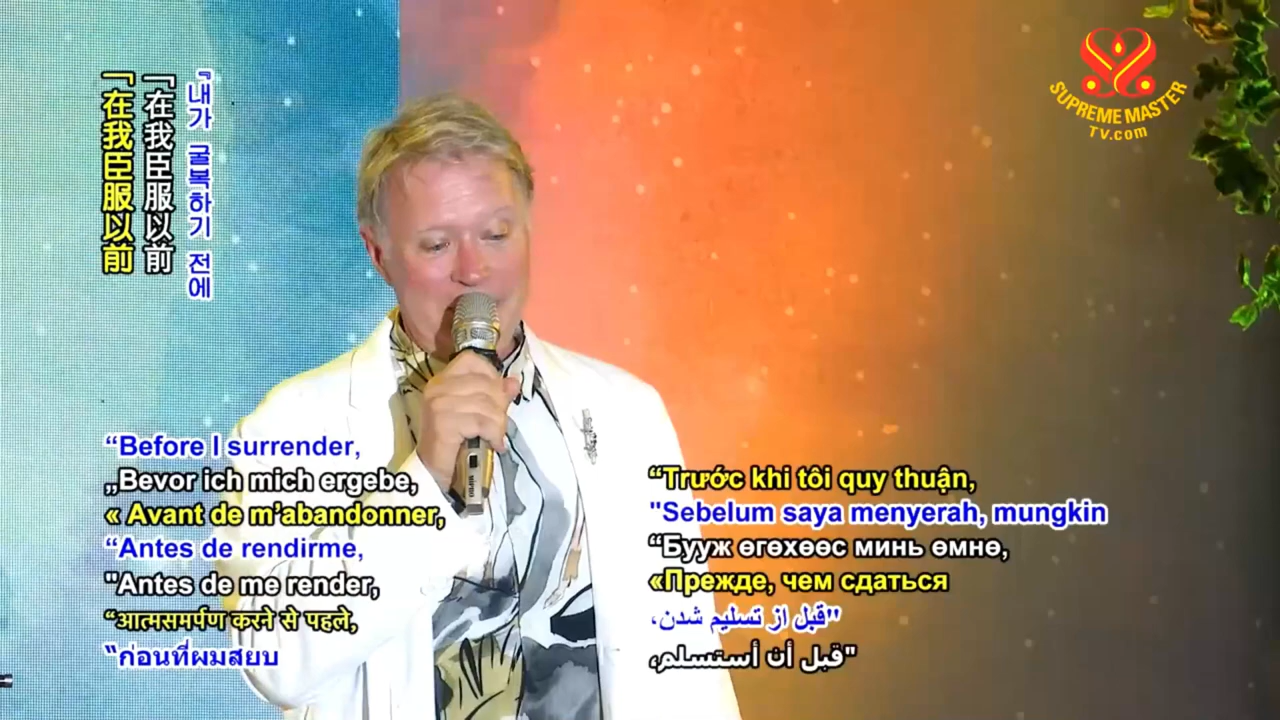 「在我臣服以前
「在我臣服以前
『내가 굴복하기 전에
SUPREME MASTER
TV.com
“Before I surrender,
„Bevor ich mich ergebe,
« Avant de m’abandonner,
“Antes de rendirme,
"Antes de me render,
“आत्मसमर्पण करने से पहले,
“ก่อนที่ผมสยบ
“Trước khi tôi quy thuận,
"Sebelum saya menyerah, mungkin
“Бууж өгөхөөс минь өмнө,
«Прежде, чем сдаться
"قبل از تسلیم شدن،
"قبل أن أستسلم،